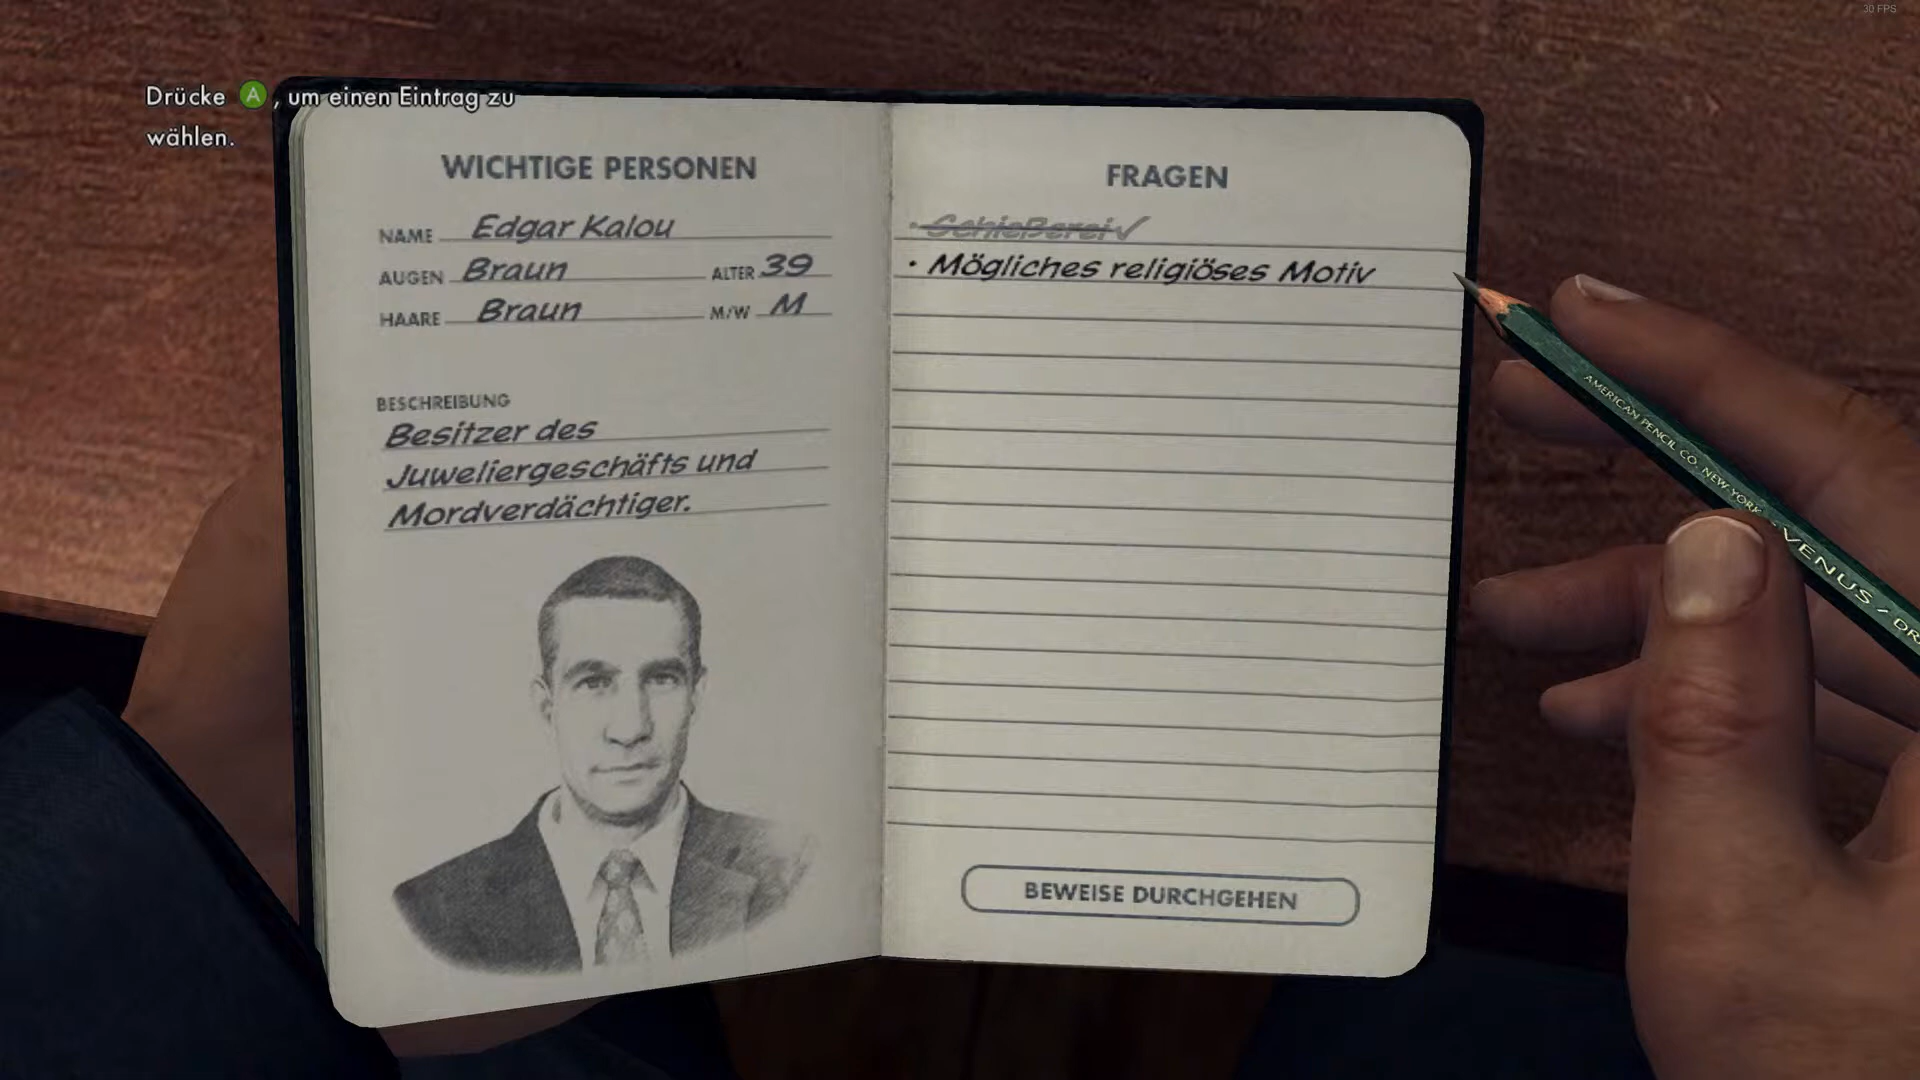 30 FPS
Drücke A, um einen Eintrag zu
wählen.
WICHTIGE PERSONEN
NAME Edgar Kalou
AUGEN Braun ALTER 39
HAARE Braun M/W M
BESCHREIBUNG
Besitzer des
Juweliergeschäfts und
Mordverdächtiger.
FRAGEN
· Schießerei ✓
· Mögliches religiöses Motiv
BEWEISE DURCHGEHEN
AMERICAN PENCIL CO. NEW YORK VENUS / DR